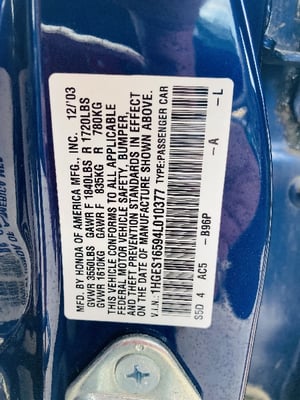 MFD. BY HONDA OF AMERICA MFG., INC. 12/03
GVWR 3550LBS GAWR F 1840LBS R 1720LBS
GVWR 1610KG GAWR F 835KG R 780KG
THIS VEHICLE CONFORMS TO ALL APPLICABLE
FEDERAL MOTOR VEHICLE SAFETY, BUMPER,
AND THEFT PREVENTION STANDARDS IN EFFECT
ON THE DATE OF MANUFACTURE SHOWN ABOVE.
V.I.N.: 1HGES16594L010377 TYPE:PASSENGER CAR
S5D 4 AC5 -A -L
B96P